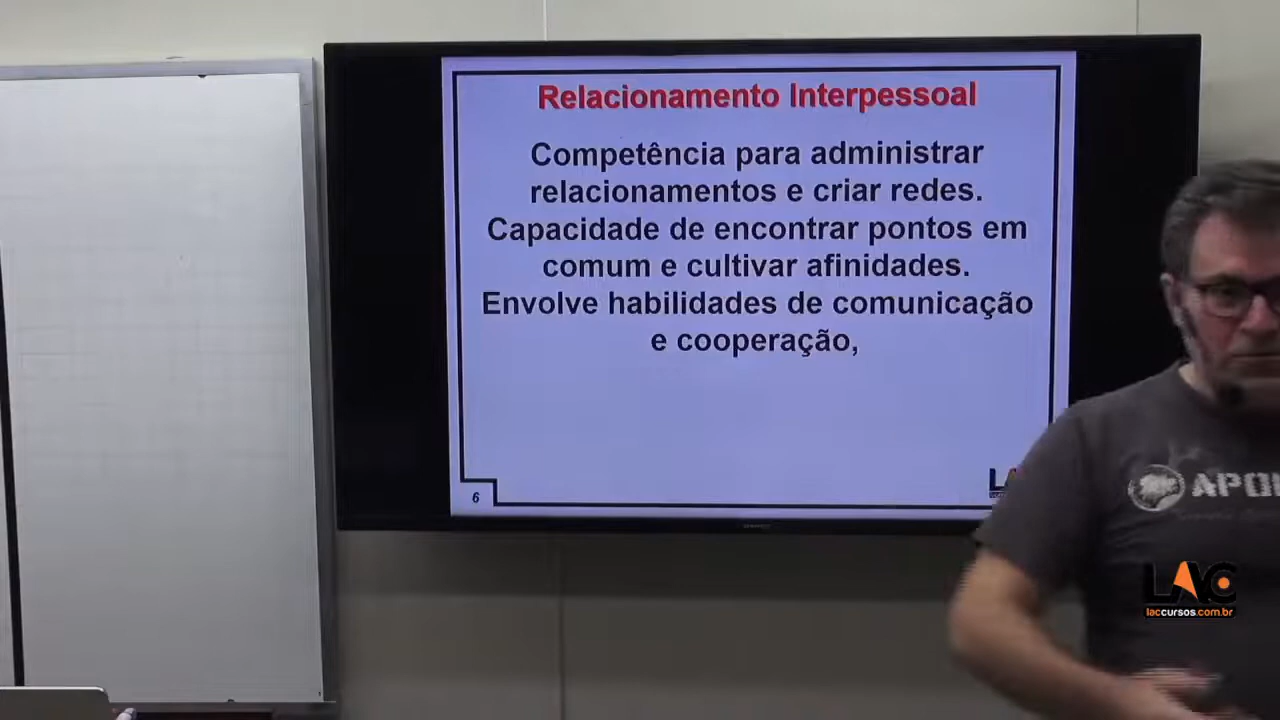 Relacionamento Interpessoal
Competência para administrar
relacionamentos e criar redes.
Capacidade de encontrar pontos em
comum e cultivar afinidades.
Envolve habilidades de comunicação
e cooperação,
6
LAC
laccursos.com.br